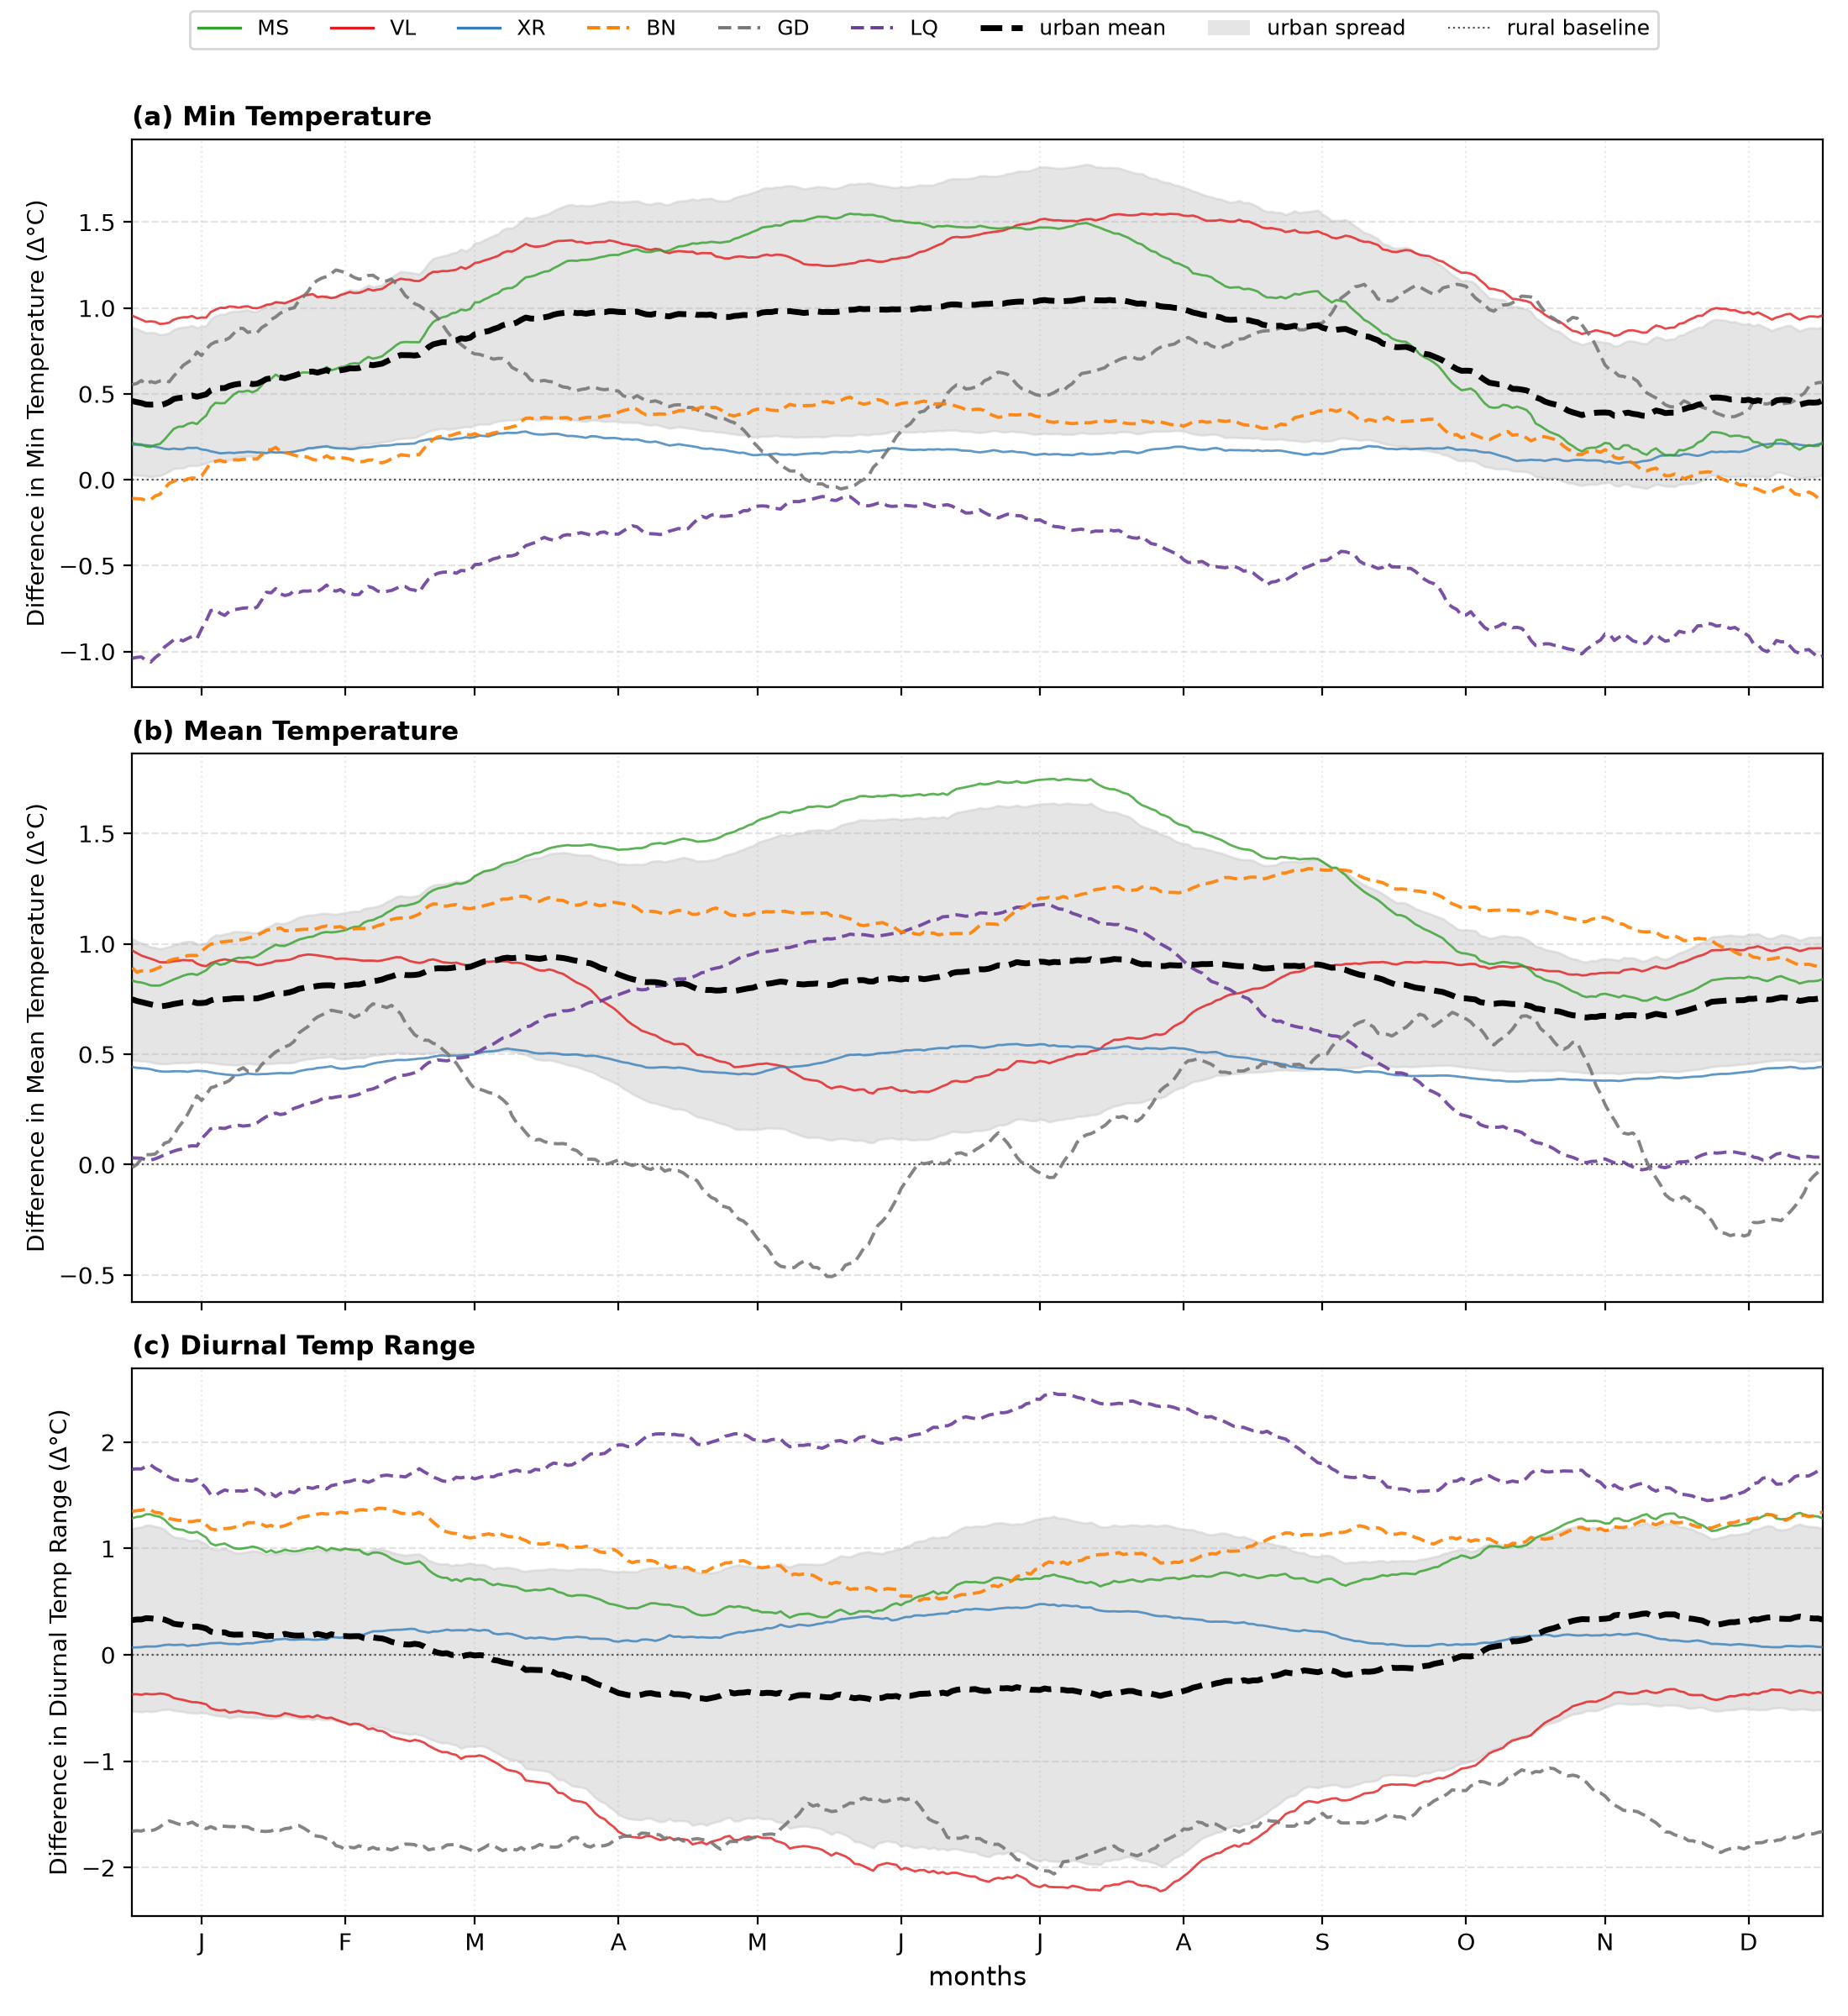 MS VL XR BN GD LQ urban mean urban spread rural baseline
(a) Min Temperature
Difference in Min Temperature (Δ°C)
1.5
1.0
0.5
0.0
−0.5
−1.0
(b) Mean Temperature
Difference in Mean Temperature (Δ°C)
1.5
1.0
0.5
0.0
−0.5
(c) Diurnal Temp Range
Difference in Diurnal Temp Range (Δ°C)
2
1
0
−1
−2
J F M A M J J A S O N D
months